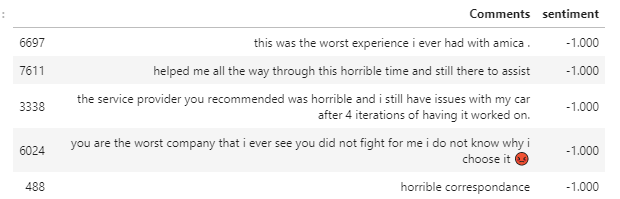 :
Comments sentiment
6697 this was the worst experience i ever had with amica . -1.000
7611 helped me all the way through this horrible time and still there to assist -1.000
the service provider you recommended was horrible and i still have issues with my car
3338 after 4 iterations of having it worked on. -1.000
you are the worst company that i ever see you did not fight for me i do not know why i
6024 choose it 😡 -1.000
488 horrible correspondance -1.000